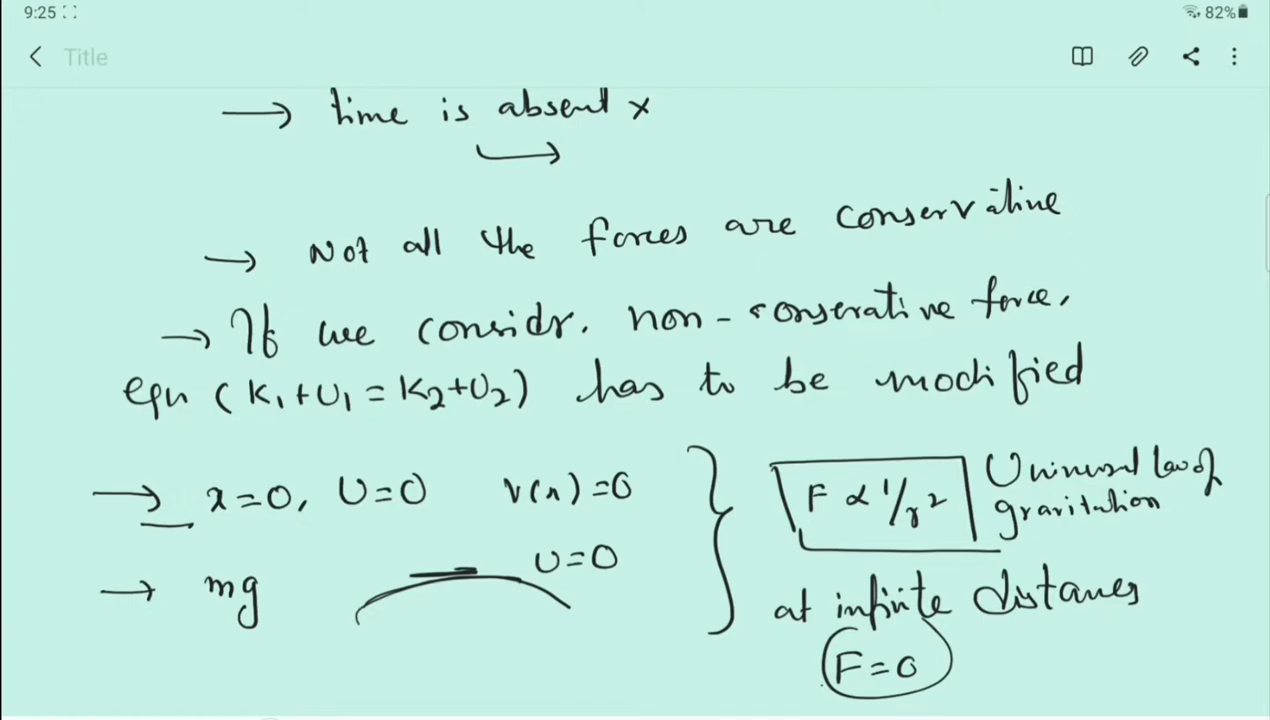 9:25
82%
Title
→ time is absent x
→ Not all the forces are conservative
→ If we considr. non-conserative force,
eqn (K₁+U₁=K₂+U₂) has to be modified
→ x=0, U=0 V(x)=0
U=0
→ mg
F ∝ 1/r² Universal law of
gravitation
at infinite distances
F=0